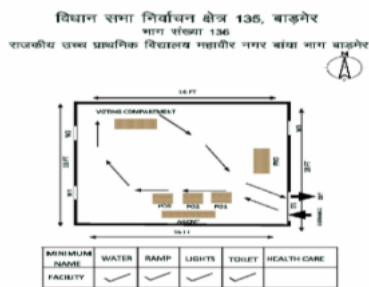 विधान सभा निर्वाचन क्षेत्र 135, बाड़मेर
भाग संख्या 136
राजकीय उच्च प्राथमिक विद्यालय महावीर नगर बांया भाग बाड़मेर
N
VOTING COMPARTMENT
PO3 PO2 PO1
AGENT
MINIMUM NAME WATER RAMP LIGHTS TOILET HEALTH CARE
FACILITY